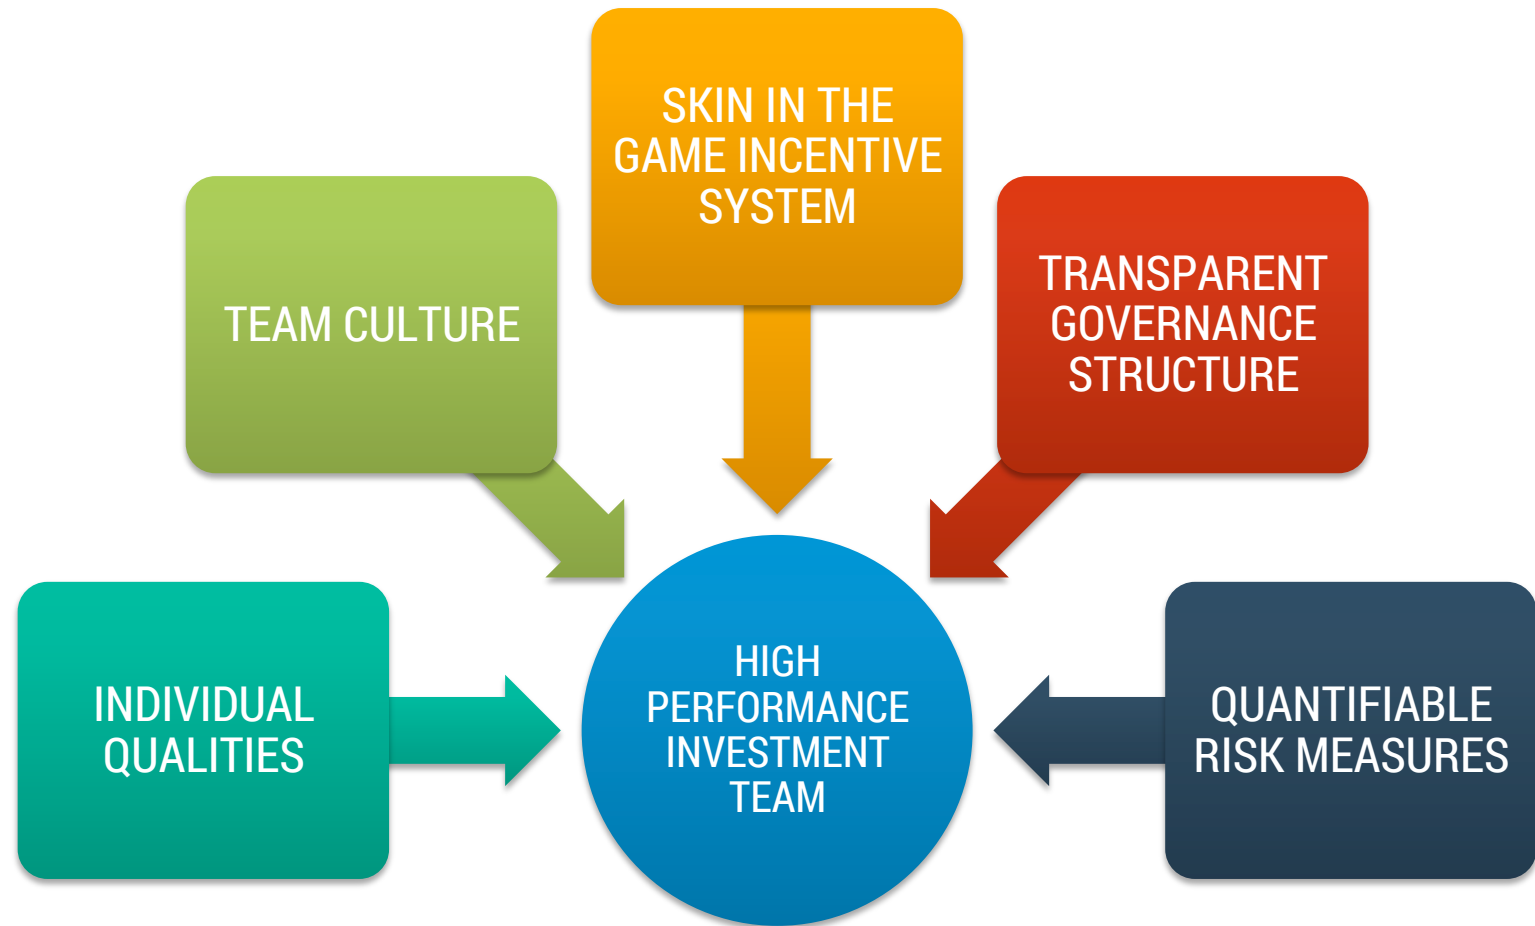 SKIN IN THE
GAME INCENTIVE
SYSTEM
TEAM CULTURE
TRANSPARENT
GOVERNANCE
STRUCTURE
INDIVIDUAL
QUALITIES
HIGH
PERFORMANCE
INVESTMENT
TEAM
QUANTIFIABLE
RISK MEASURES